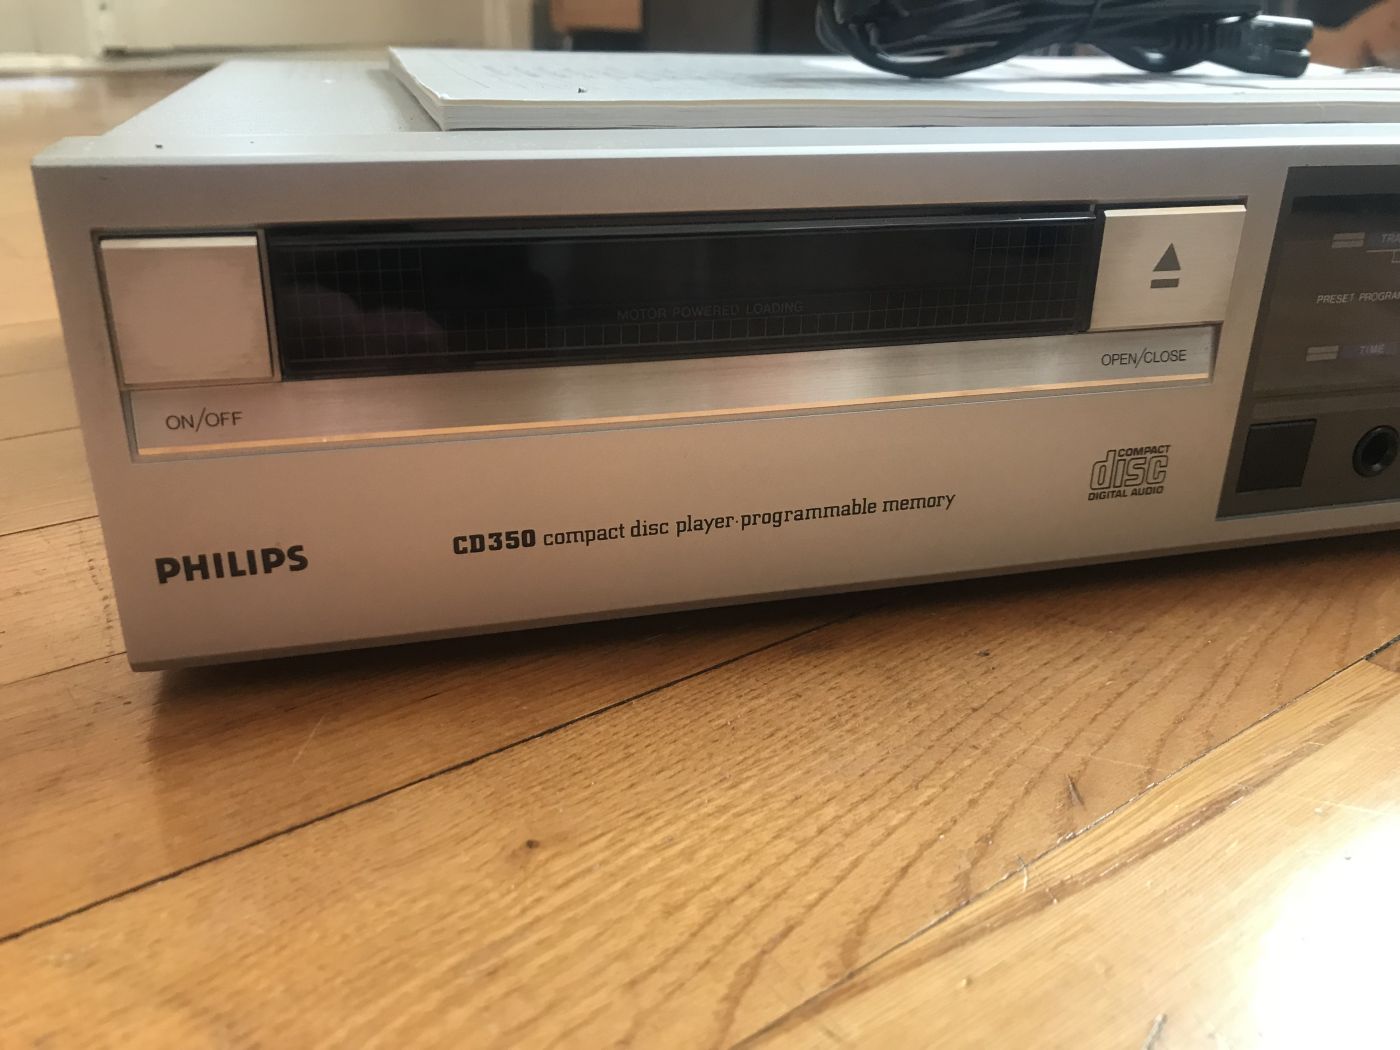 MOTOR POWERED LOADING
PRESET PROGRAM
TIME
OPEN/CLOSE
ON/OFF
COMPACT
disc
DIGITAL AUDIO
CD350 compact disc player·programmable memory
PHILIPS